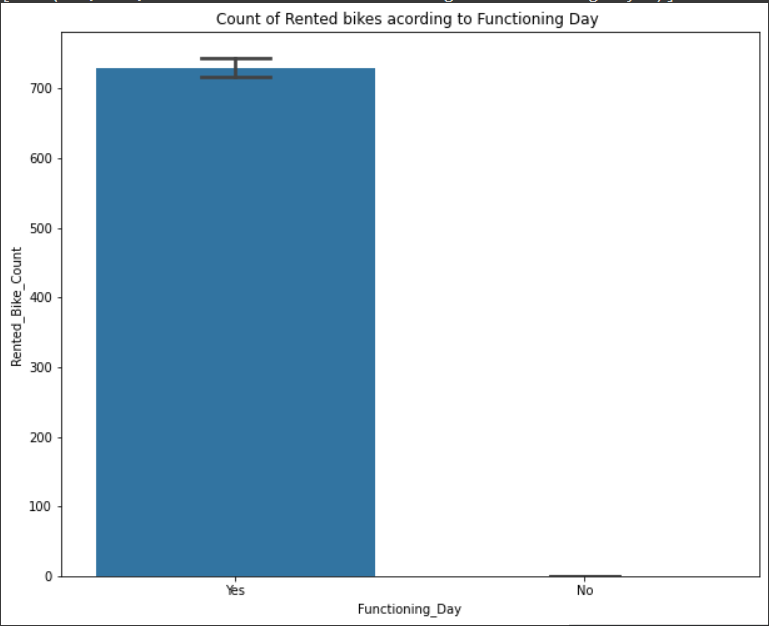 Count of Rented bikes acording to Functioning Day
700
600
500
400
300
200
100
0
Rented_Bike_Count
Yes
No
Functioning_Day